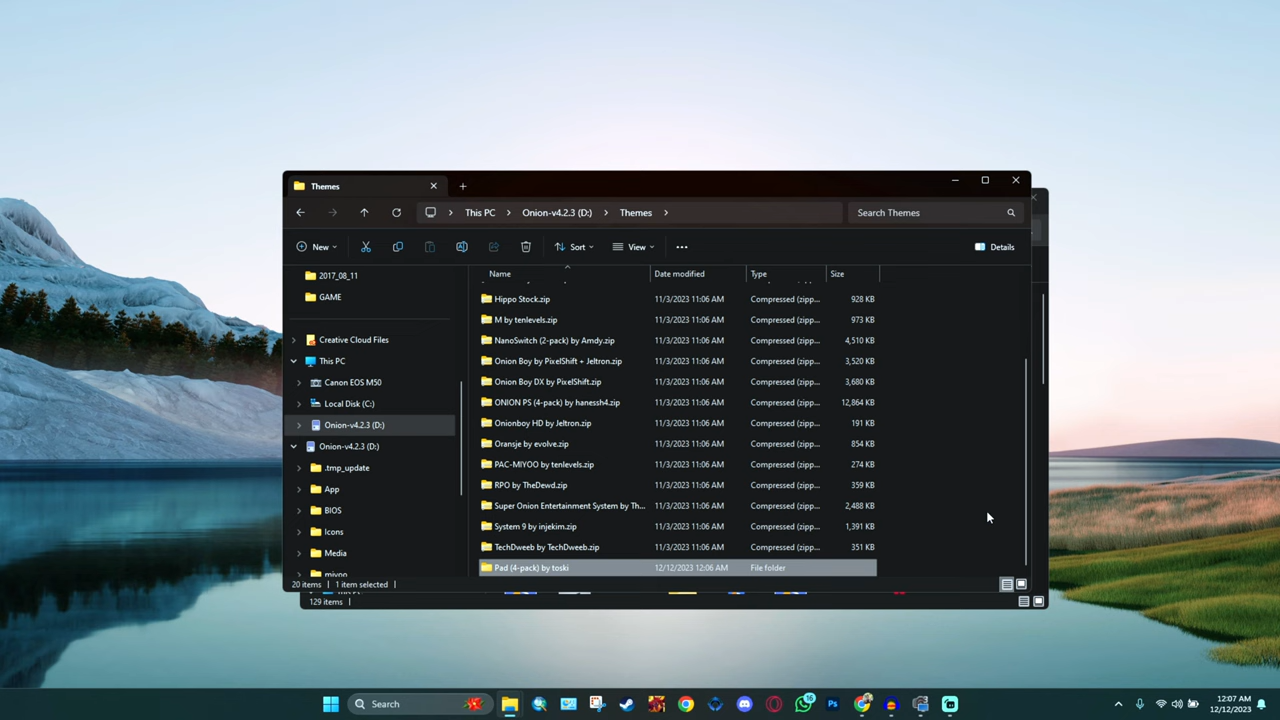 Themes
This PC
Onion-v4.2.3 (D:)
Themes
Search Themes
New
Sort
View
Details
2017_08_11
GAME
Creative Cloud Files
This PC
Canon EOS M50
Local Disk (C:)
Onion-v4.2.3 (D:)
Onion-v4.2.3 (D:)
.tmp_update
App
BIOS
Icons
Media
miyoo
Name Date modified Type Size
Hippo Stock.zip 11/3/2023 11:06 AM Compressed (zipp... 928 KB
M by tenlevels.zip 11/3/2023 11:06 AM Compressed (zipp... 973 KB
NanoSwitch (2-pack) by Amdy.zip 11/3/2023 11:06 AM Compressed (zipp... 4,510 KB
Onion Boy by PixelShift + Jeltron.zip 11/3/2023 11:06 AM Compressed (zipp... 3,520 KB
Onion Boy DX by PixelShift.zip 11/3/2023 11:06 AM Compressed (zipp... 3,680 KB
ONION PS (4-pack) by hanessh4.zip 11/3/2023 11:06 AM Compressed (zipp... 12,864 KB
Onionboy HD by Jeltron.zip 11/3/2023 11:06 AM Compressed (zipp... 191 KB
Oransje by evolve.zip 11/3/2023 11:06 AM Compressed (zipp... 854 KB
PAC-MIYOO by tenlevels.zip 11/3/2023 11:06 AM Compressed (zipp... 274 KB
RPO by TheDewd.zip 11/3/2023 11:06 AM Compressed (zipp... 359 KB
Super Onion Entertainment System by Th... 11/3/2023 11:06 AM Compressed (zipp... 2,488 KB
System 9 by injekim.zip 11/3/2023 11:06 AM Compressed (zipp... 1,391 KB
TechDweeb by TechDweeb.zip 11/3/2023 11:06 AM Compressed (zipp... 351 KB
Pad (4-pack) by toski 12/12/2023 12:06 AM File folder
20 items 1 item selected
129 items
Search
16
Ps
12:07 AM
12/12/2023